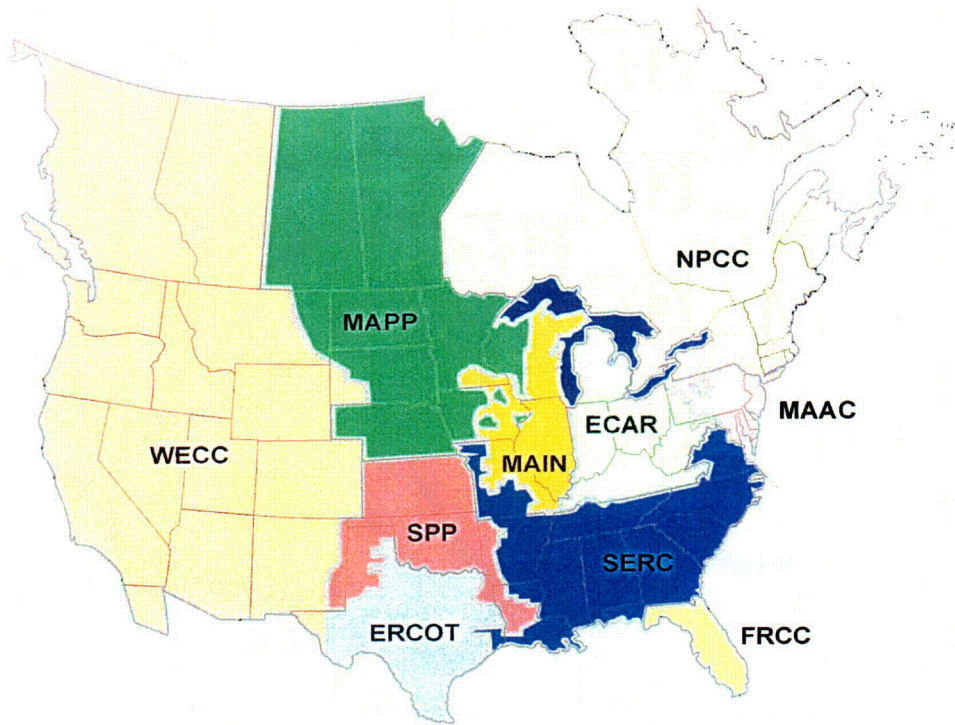 NPCC
MAPP
MAAC
ECAR
WECC
MAIN
SPP
SERC
ERCOT
FRCC